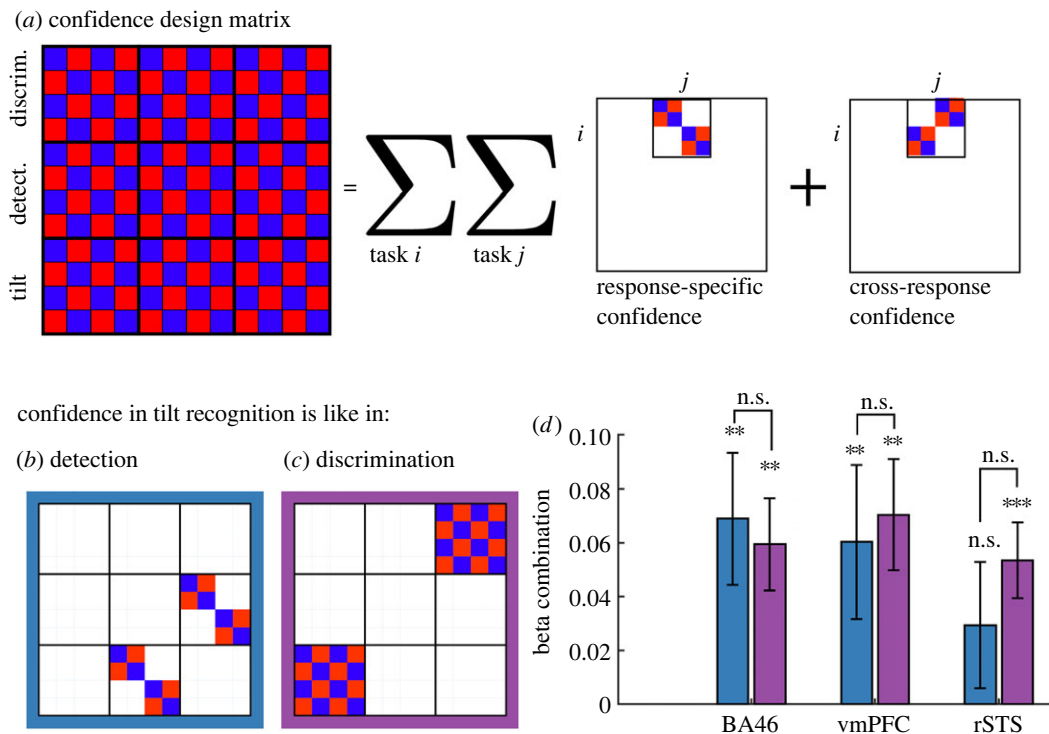 (a) confidence design matrix
discrim.
detect.
tilt
=
task i
task j
i
j
response-specific
confidence
+
i
j
cross-response
confidence
confidence in tilt recognition is like in:
(b) detection
(c) discrimination
(d)
beta combination
0.10
0.08
0.06
0.04
0.02
0
n.s.
**
**
n.s.
**
**
n.s.
n.s.
***
BA46
vmPFC
rSTS